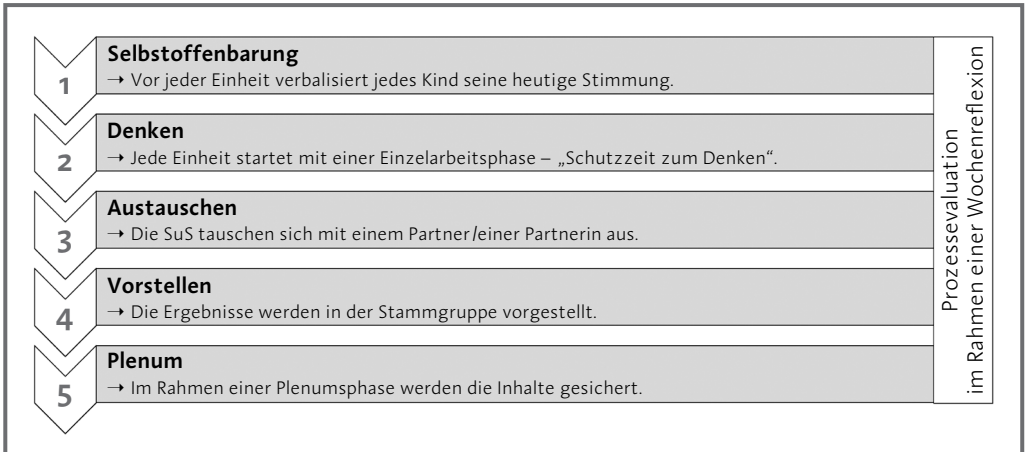 1
Selbstoffenbarung
→ Vor jeder Einheit verbalisiert jedes Kind seine heutige Stimmung.
2
Denken
→ Jede Einheit startet mit einer Einzelarbeitsphase – „Schutzzeit zum Denken“.
3
Austauschen
→ Die SuS tauschen sich mit einem Partner/einer Partnerin aus.
4
Vorstellen
→ Die Ergebnisse werden in der Stammgruppe vorgestellt.
5
Plenum
→ Im Rahmen einer Plenumsphase werden die Inhalte gesichert.
Prozessevaluation
im Rahmen einer Wochenreflexion